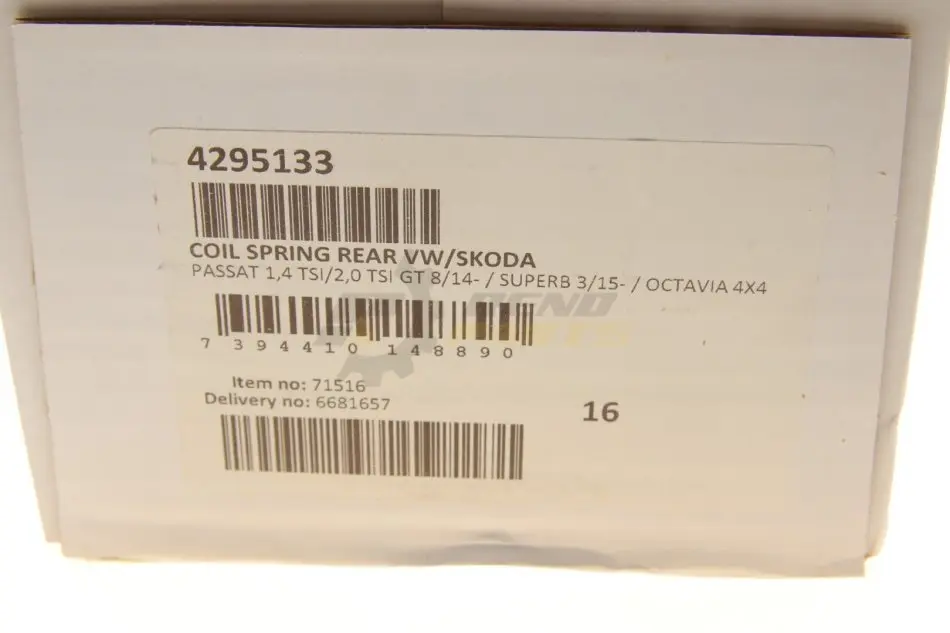 4295133
COIL SPRING REAR VW/SKODA
PASSAT 1,4 TSI/2,0 TSI GT 8/14- / SUPERB 3/15- / OCTAVIA 4X4
7 394410 148890
Item no: 71516
Delivery no: 6681657
16